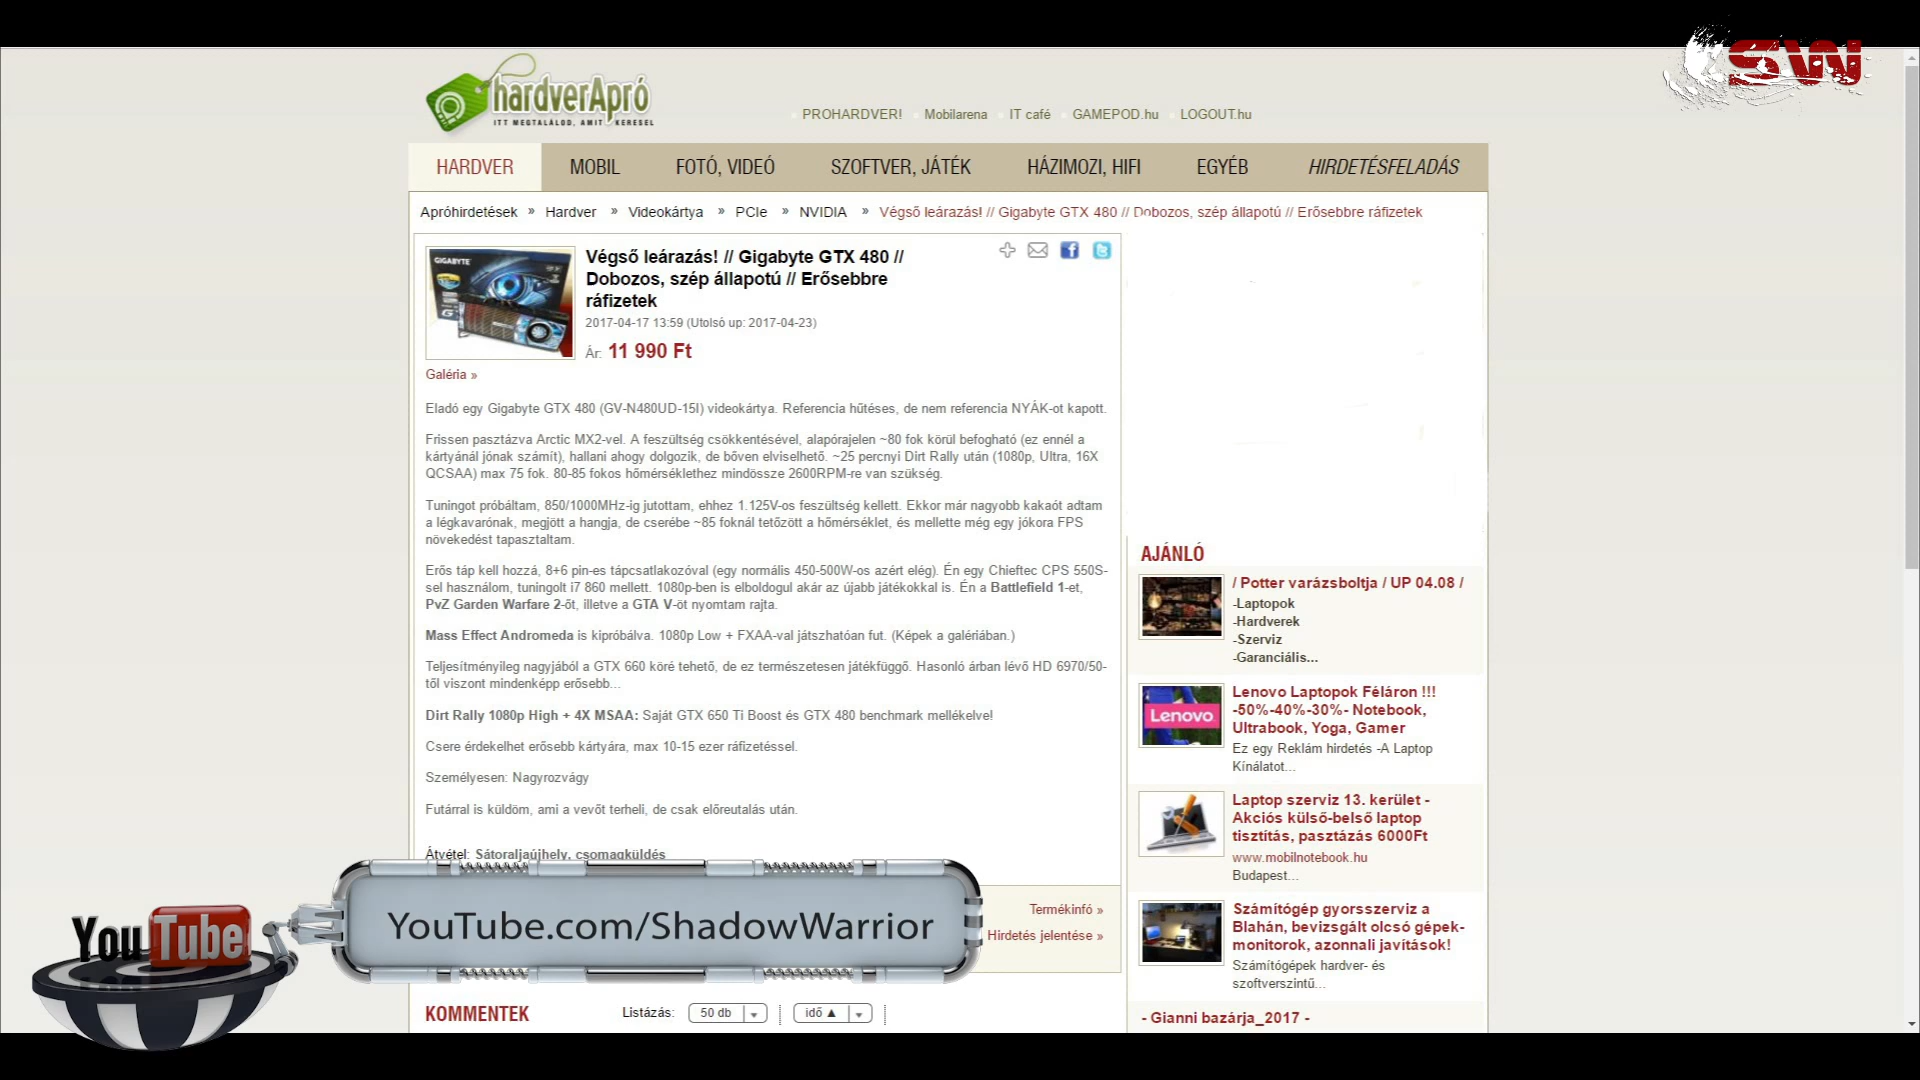 hardverApró
ITT MEGTALÁLOD, AMIT KERESEL
SW
PROHARDVER! Mobilarena IT café GAMEPOD.hu LOGOUT.hu
HARDVER MOBIL FOTÓ, VIDEÓ SZOFTVER, JÁTÉK HÁZIMOZI, HIFI EGYÉB HIRDETÉSFELADÁS
Apróhirdetések » Hardver » Videokártya » PCIe » NVIDIA » Végső leárazás! // Gigabyte GTX 480 // Dobozos, szép állapotú // Erősebbre ráfizetek
GIGABYTE
Végső leárazás! // Gigabyte GTX 480 //
Dobozos, szép állapotú // Erősebbre
ráfizetek
2017-04-17 13:59 (Utolsó up: 2017-04-23)
Ár: 11 990 Ft
Galéria »
Eladó egy Gigabyte GTX 480 (GV-N480UD-15I) videokártya. Referencia hűtéses, de nem referencia NYÁK-ot kapott.
Frissen pasztázva Arctic MX2-vel. A feszültség csökkentésével, alapórajelen ~80 fok körül befogható (ez ennél a
kártyánál jónak számít), hallani ahogy dolgozik, de bőven elviselhető. ~25 percnyi Dirt Rally után (1080p, Ultra, 16X
QCSAA) max 75 fok. 80-85 fokos hőmérséklethez mindössze 2600RPM-re van szükség.
Tuningot próbáltam, 850/1000MHz-ig jutottam, ehhez 1.125V-os feszültség kellett. Ekkor már nagyobb kakaót adtam
a légkavarónak, megjött a hangja, de cserébe ~85 foknál tetőzött a hőmérséklet, és mellette még egy jókora FPS
növekedést tapasztaltam.
Erős táp kell hozzá, 8+6 pin-es tápcsatlakozóval (egy normális 450-500W-os azért elég). Én egy Chieftec CPS 550S-
sel használom, tuningolt i7 860 mellett. 1080p-ben is elboldogul akár az újabb játékokkal is. Én a Battlefield 1-et,
PvZ Garden Warfare 2-őt, illetve a GTA V-öt nyomtam rajta.
Mass Effect Andromeda is kipróbálva. 1080p Low + FXAA-val játszhatóan fut. (Képek a galériában.)
Teljesítményileg nagyjából a GTX 660 köré tehető, de ez természetesen játékfüggő. Hasonló árban lévő HD 6970/50-
től viszont mindenképp erősebb...
Dirt Rally 1080p High + 4X MSAA: Saját GTX 650 Ti Boost és GTX 480 benchmark mellékelve!
Csere érdekelhet erősebb kártyára, max 10-15 ezer ráfizetéssel.
Személyesen: Nagyrozvágy
Futárral is küldöm, ami a vevőt terheli, de csak előreutalás után.
Átvétel: Sátoraljaújhely, csomagküldés
Termékinfó »
Hirdetés jelentése »
YouTube
YouTube.com/ShadowWarrior
KOMMENTEK Listázás: 50 db idő ▲
AJÁNLÓ
/ Potter varázsboltja / UP 04.08 /
-Laptopok
-Hardverek
-Szerviz
-Garanciális...
Lenovo
Lenovo Laptopok Féláron !!!
-50%-40%-30%- Notebook,
Ultrabook, Yoga, Gamer
Ez egy Reklám hirdetés -A Laptop
Kínálatot...
Laptop szerviz 13. kerület -
Akciós külső-belső laptop
tisztítás, pasztázás 6000Ft
www.mobilnotebook.hu
Budapest...
Számítógép gyorsszerviz a
Blahán, bevizsgált olcsó gépek-
monitorok, azonnali javítások!
Számítógépek hardver- és
szoftverszintű...
- Gianni bazárja_2017 -